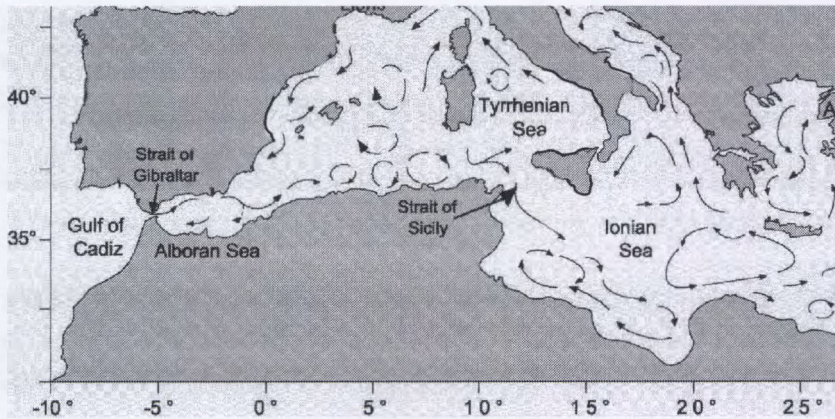 40°
Tyrrhenian
Sea
Strait of
Gibraltar
Gulf of
Cadiz
Alboran Sea
Strait of
Sicily
Ionian
Sea
35°
-10° -5° 0° 5° 10° 15° 20° 25°